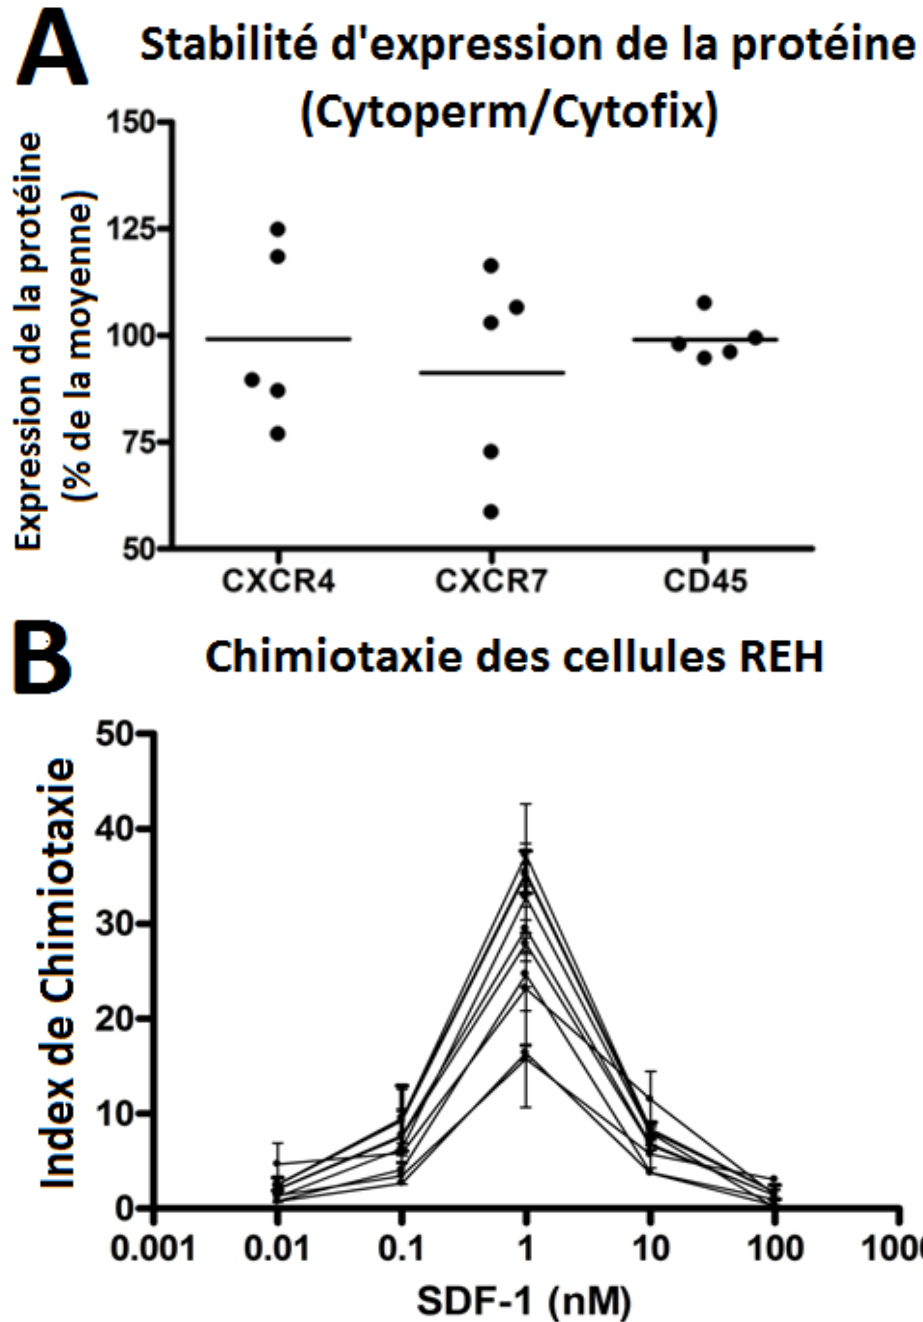 A
Stabilité d'expression de la protéine
(Cytoperm/Cytofix)
Expression de la protéine
(% de la moyenne)
150
125
100
75
50
CXCR4 CXCR7 CD45
B
Chimiotaxie des cellules REH
Index de Chimiotaxie
50
40
30
20
10
0
0.001 0.01 0.1 1 10 100 1000
SDF-1 (nM)